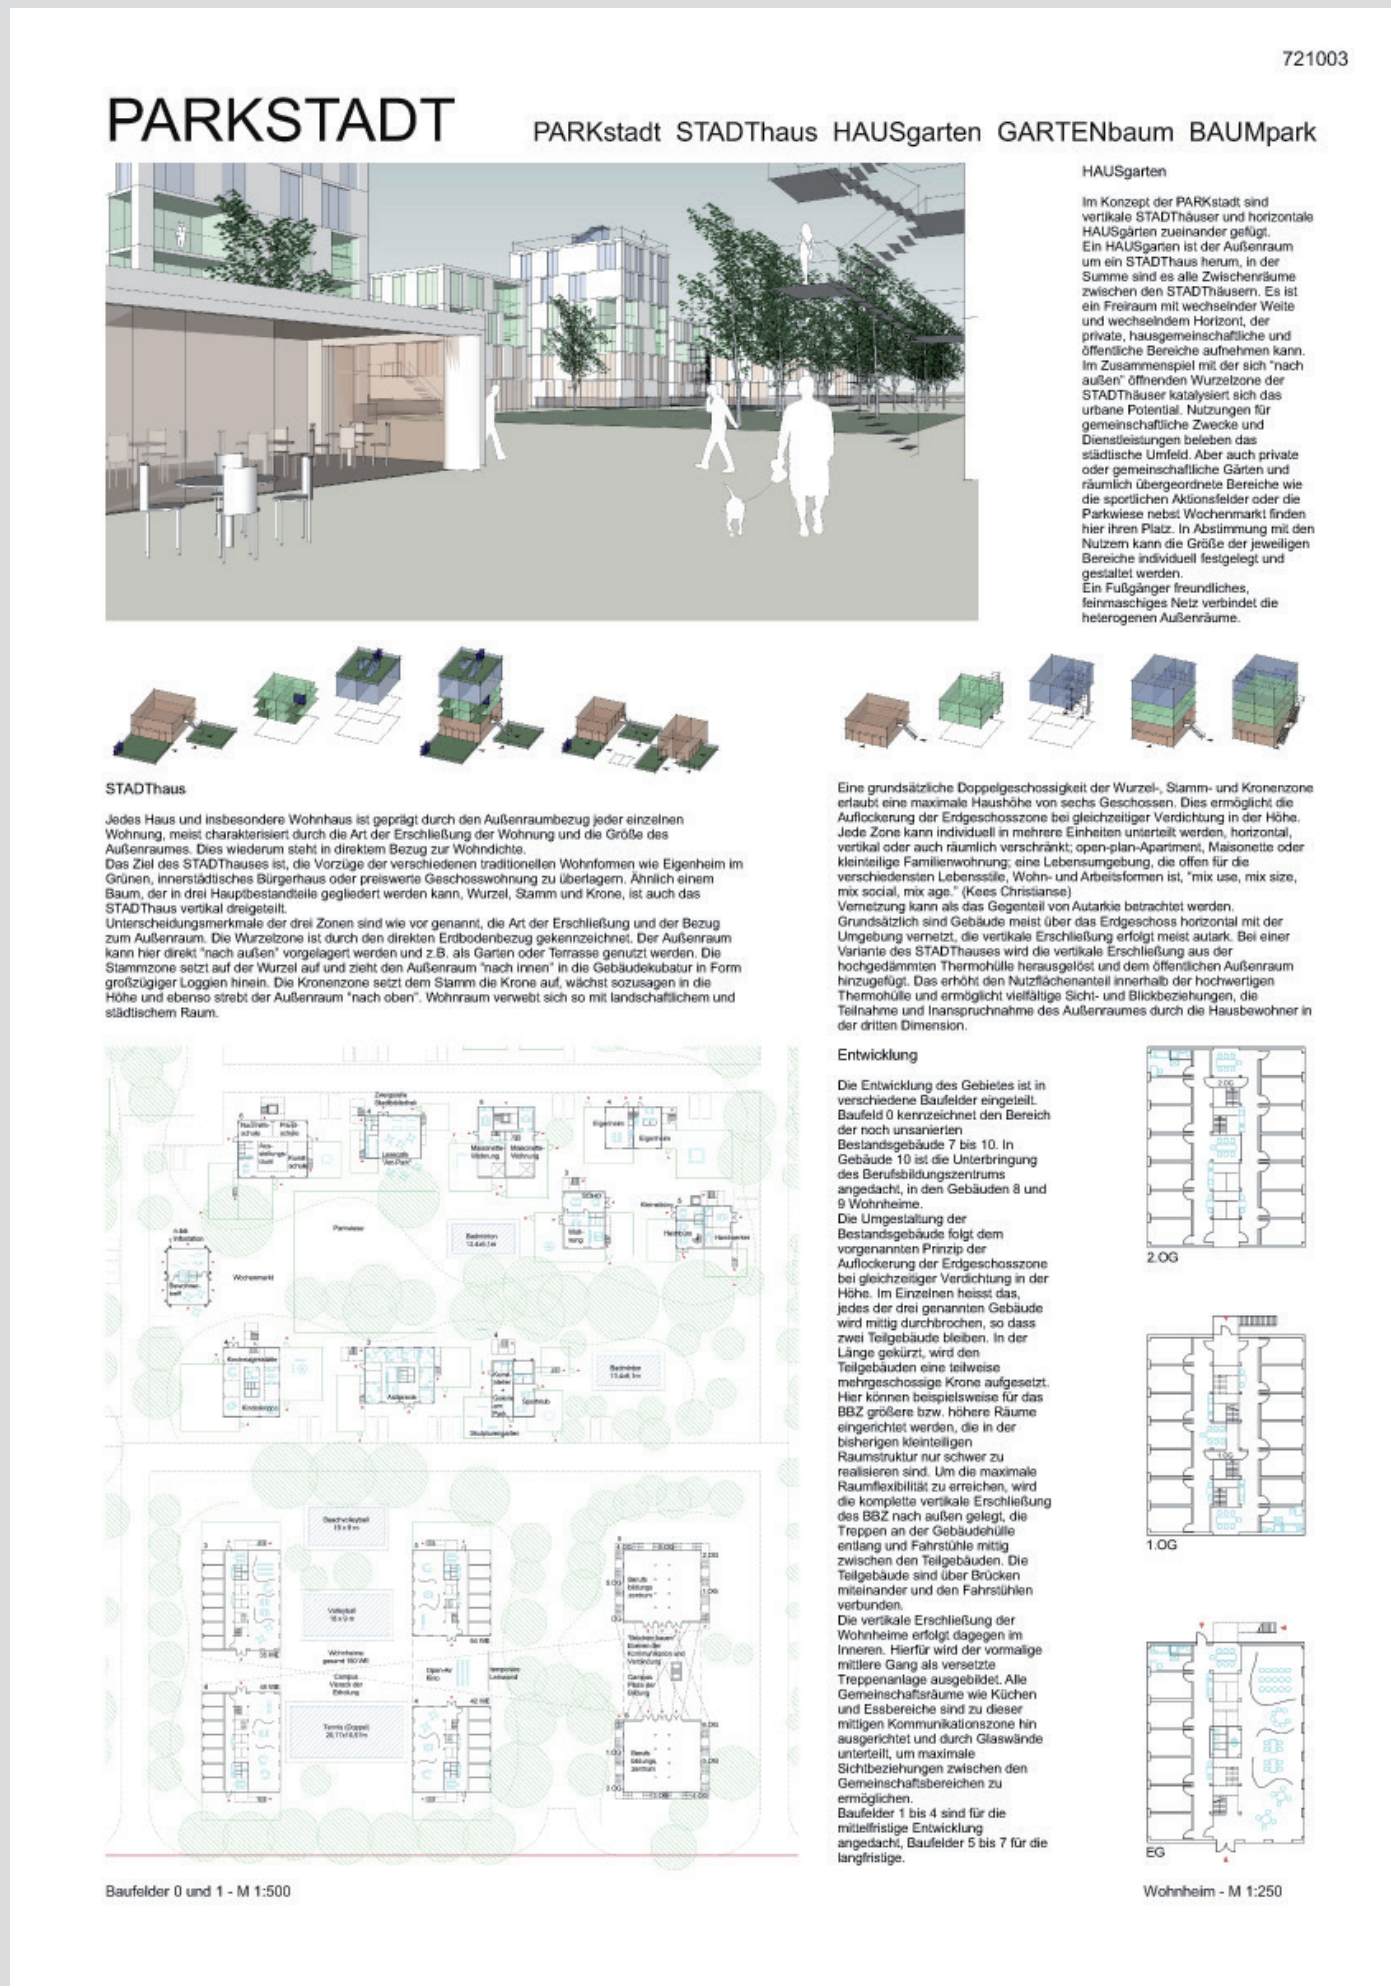 721003
PARKSTADT
PARKstadt STADThaus HAUSgarten GARTENbaum BAUMpark
HAUSgarten
Im Konzept der PARKstadt sind
vertikale STADThäuser und horizontale
HAUSgärten zueinander gefügt.
Ein HAUSgarten ist der Außenraum
um ein STADThaus herum, in der
Summe sind es alle Zwischenräume
zwischen den STADThäusern. Es ist
ein Freiraum mit wechselnder Weite
und wechselndem Horizont, der
private, hausgemeinschaftliche und
öffentliche Bereiche aufnehmen kann.
Im Zusammenspiel mit der sich "nach
außen" öffnenden Wurzelzone der
STADThäuser katalysiert sich das
urbane Potential. Nutzungen für
gemeinschaftliche Zwecke und
Dienstleistungen beleben das
städtische Umfeld. Aber auch private
oder gemeinschaftliche Gärten und
räumlich übergeordnete Bereiche wie
die sportlichen Aktionsfelder oder die
Parkwiese nebst Wochenmarkt finden
hier ihren Platz. In Abstimmung mit den
Nutzern kann die Größe der jeweiligen
Bereiche individuell festgelegt und
gestaltet werden.
Ein Fußgänger freundliches,
feinmaschiges Netz verbindet die
heterogenen Außenräume.
STADThaus
Jedes Haus und insbesondere Wohnhaus ist geprägt durch den Außenraumbezug jeder einzelnen
Wohnung, meist charakterisiert durch die Art der Erschließung der Wohnung und die Größe des
Außenraumes. Dies wiederum steht in direktem Bezug zur Wohndichte.
Das Ziel des STADThauses ist, die Vorzüge der verschiedenen traditionellen Wohnformen wie Eigenheim im
Grünen, innerstädtisches Bürgerhaus oder preiswerte Geschosswohnung zu überlagern. Ähnlich einem
Baum, der in drei Hauptbestandteile gegliedert werden kann, Wurzel, Stamm und Krone, ist auch das
STADThaus vertikal dreigeteilt.
Unterscheidungsmerkmale der drei Zonen sind wie vor genannt, die Art der Erschließung und der Bezug
zum Außenraum. Die Wurzelzone ist durch den direkten Erdbodenbezug gekennzeichnet. Der Außenraum
kann hier direkt "nach außen" vorgelagert werden und z.B. als Garten oder Terrasse genutzt werden. Die
Stammzone setzt auf der Wurzel auf und zieht den Außenraum "nach innen" in die Gebäudekubatur in Form
großzügiger Loggien hinein. Die Kronenzone setzt dem Stamm die Krone auf, wächst sozusagen in die
Höhe und ebenso strebt der Außenraum "nach oben". Wohnraum verwebt sich so mit landschaftlichem und
städtischem Raum.
Eine grundsätzliche Doppelgeschossigkeit der Wurzel-, Stamm- und Kronenzone
erlaubt eine maximale Haushöhe von sechs Geschossen. Dies ermöglicht die
Auflockerung der Erdgeschosszone bei gleichzeitiger Verdichtung in der Höhe.
Jede Zone kann individuell in mehrere Einheiten unterteilt werden, horizontal,
vertikal oder auch räumlich verschränkt; open-plan-Apartment, Maisonette oder
kleinteilige Familienwohnung; eine Lebensumgebung, die offen für die
verschiedensten Lebensstile, Wohn- und Arbeitsformen ist, "mix use, mix size,
mix social, mix age." (Kees Christianse)
Vernetzung kann als das Gegenteil von Autarkie betrachtet werden.
Grundsätzlich sind Gebäude meist über das Erdgeschoss horizontal mit der
Umgebung vernetzt, die vertikale Erschließung erfolgt meist autark. Bei einer
Variante des STADThauses wird die vertikale Erschließung aus der
hochgedämmten Thermohülle herausgelöst und dem öffentlichen Außenraum
hinzugefügt. Das erhöht den Nutzflächenanteil innerhalb der hochwertigen
Thermohülle und ermöglicht vielfältige Sicht- und Blickbeziehungen, die
Teilnahme und Inanspruchnahme des Außenraumes durch die Hausbewohner in
der dritten Dimension.
Entwicklung
Die Entwicklung des Gebietes ist in
verschiedene Baufelder eingeteilt.
Baufeld 0 kennzeichnet den Bereich
der noch unsanierten
Bestandsgebäude 7 bis 10. In
Gebäude 10 ist die Unterbringung
des Berufsbildungszentrums
angedacht, in den Gebäuden 8 und
9 Wohnheime.
Die Umgestaltung der
Bestandsgebäude folgt dem
vorgenannten Prinzip der
Auflockerung der Erdgeschosszone
bei gleichzeitiger Verdichtung in der
Höhe. Im Einzelnen heisst das,
jedes der drei genannten Gebäude
wird mittig durchbrochen, so dass
zwei Teilgebäude bleiben. In der
Länge gekürzt, wird den
Teilgebäuden eine teilweise
mehrgeschossige Krone aufgesetzt.
Hier können beispielsweise für das
BBZ größere bzw. höhere Räume
eingerichtet werden, die in der
bisherigen kleinteiligen
Raumstruktur nur schwer zu
realisieren sind. Um die maximale
Raumflexibilität zu erreichen, wird
die komplette vertikale Erschließung
des BBZ nach außen gelegt, die
Treppen an der Gebäudehülle
entlang und Fahrstühle mittig
zwischen den Teilgebäuden. Die
Teilgebäude sind über Brücken
miteinander und den Fahrstühlen
verbunden.
Die vertikale Erschließung der
Wohnheime erfolgt dagegen im
Inneren. Hierfür wird der vormalige
mittlere Gang als versetzte
Treppenanlage ausgebildet. Alle
Gemeinschaftsräume wie Küchen
und Essbereiche sind zu dieser
mittigen Kommunikationszone hin
ausgerichtet und durch Glaswände
unterteilt, um maximale
Sichtbeziehungen zwischen den
Gemeinschaftsbereichen zu
ermöglichen.
Baufelder 1 bis 4 sind für die
mittelfristige Entwicklung
angedacht, Baufelder 5 bis 7 für die
langfristige.
Zweigstelle
Stadtbibliothek
Eigenheim
Eigenheim
Maisonette-
Wohnung
Maisonette-
Wohnung
Parkwiese
Badminton
Wochenmarkt
Kinderkrippe
Arztpraxis
Badminton
Skulpturengarten
Beachvolleyball
Volleyball
Wohnheime
Campus
Open-Air
Kino
temporäre
Leinwand
Tennis (Doppel)
Berufs
bildungs
zentrum
Campus
Plaza der
Bildung
Berufs
bildungs
zentrum
2.OG
1.OG
EG
Baufelder 0 und 1 - M 1:500
Wohnheim - M 1:250